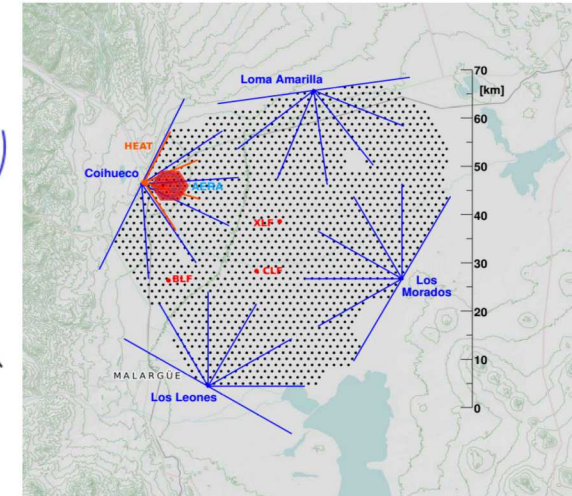 Loma Amarilla
70
[km]
60
HEAT
50
Coihueco
AERA
40
XLF
30
BLF
CLF
Los
Morados
20
10
MALARGÜE
0
Los Leones